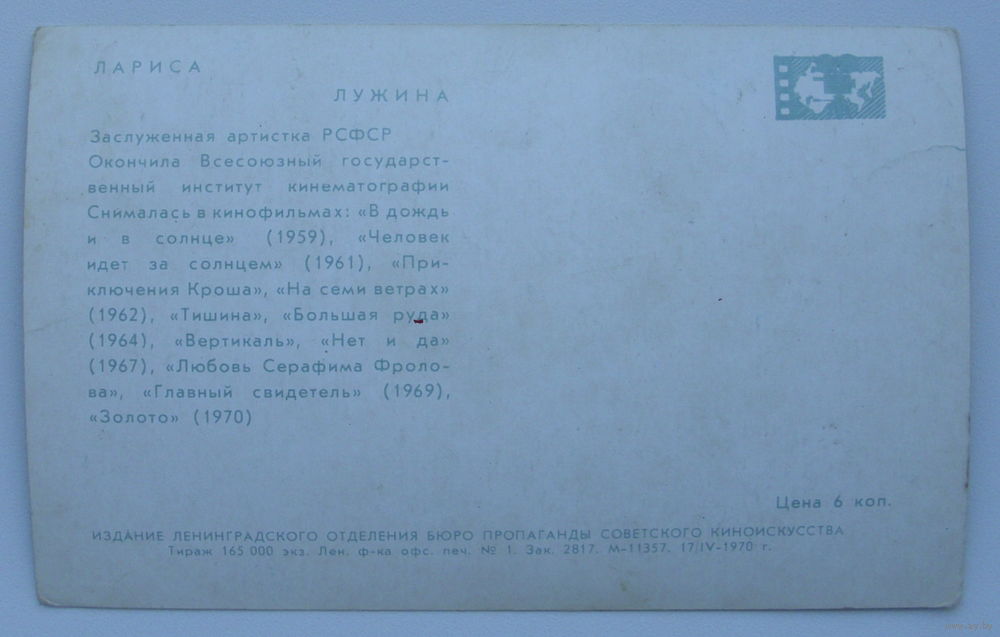 ЛАРИСА
ЛУЖИНА
Заслуженная артистка РСФСР
Окончила Всесоюзный государст-
венный институт кинематографии
Снималась в кинофильмах: «В дождь
и в солнце» (1959), «Человек
идет за солнцем» (1961), «При-
ключения Кроша», «На семи ветрах»
(1962), «Тишина», «Большая руда»
(1964), «Вертикаль», «Нет и да»
(1967), «Любовь Серафима Фроло-
ва», «Главный свидетель» (1969),
«Золото» (1970)
Цена 6 коп.
ИЗДАНИЕ ЛЕНИНГРАДСКОГО ОТДЕЛЕНИЯ БЮРО ПРОПАГАНДЫ СОВЕТСКОГО КИНОИСКУССТВА
Тираж 165 000 экз. Лен. ф-ка офс. печ. № 1. Зак. 2817. М-11357. 17/IV-1970 г.